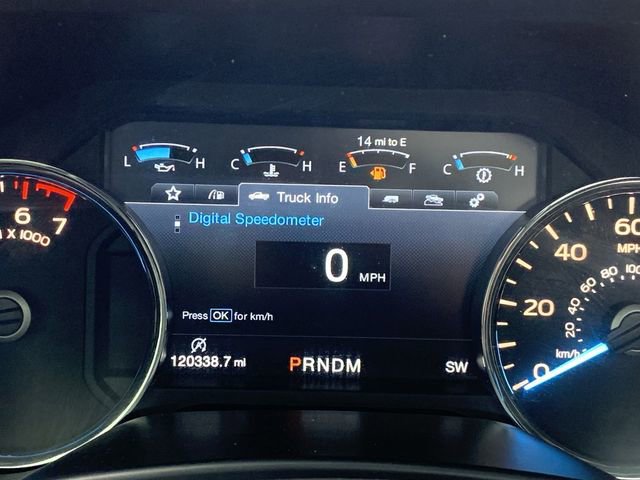 14 mi to E
L H C H E F C H
Truck Info
Digital Speedometer
0 MPH
Press OK for km/h
120338.7 mi PRNDM SW
6 7
X 1000
0 20 40 60
MPH
20 40 60 80 100
km/h